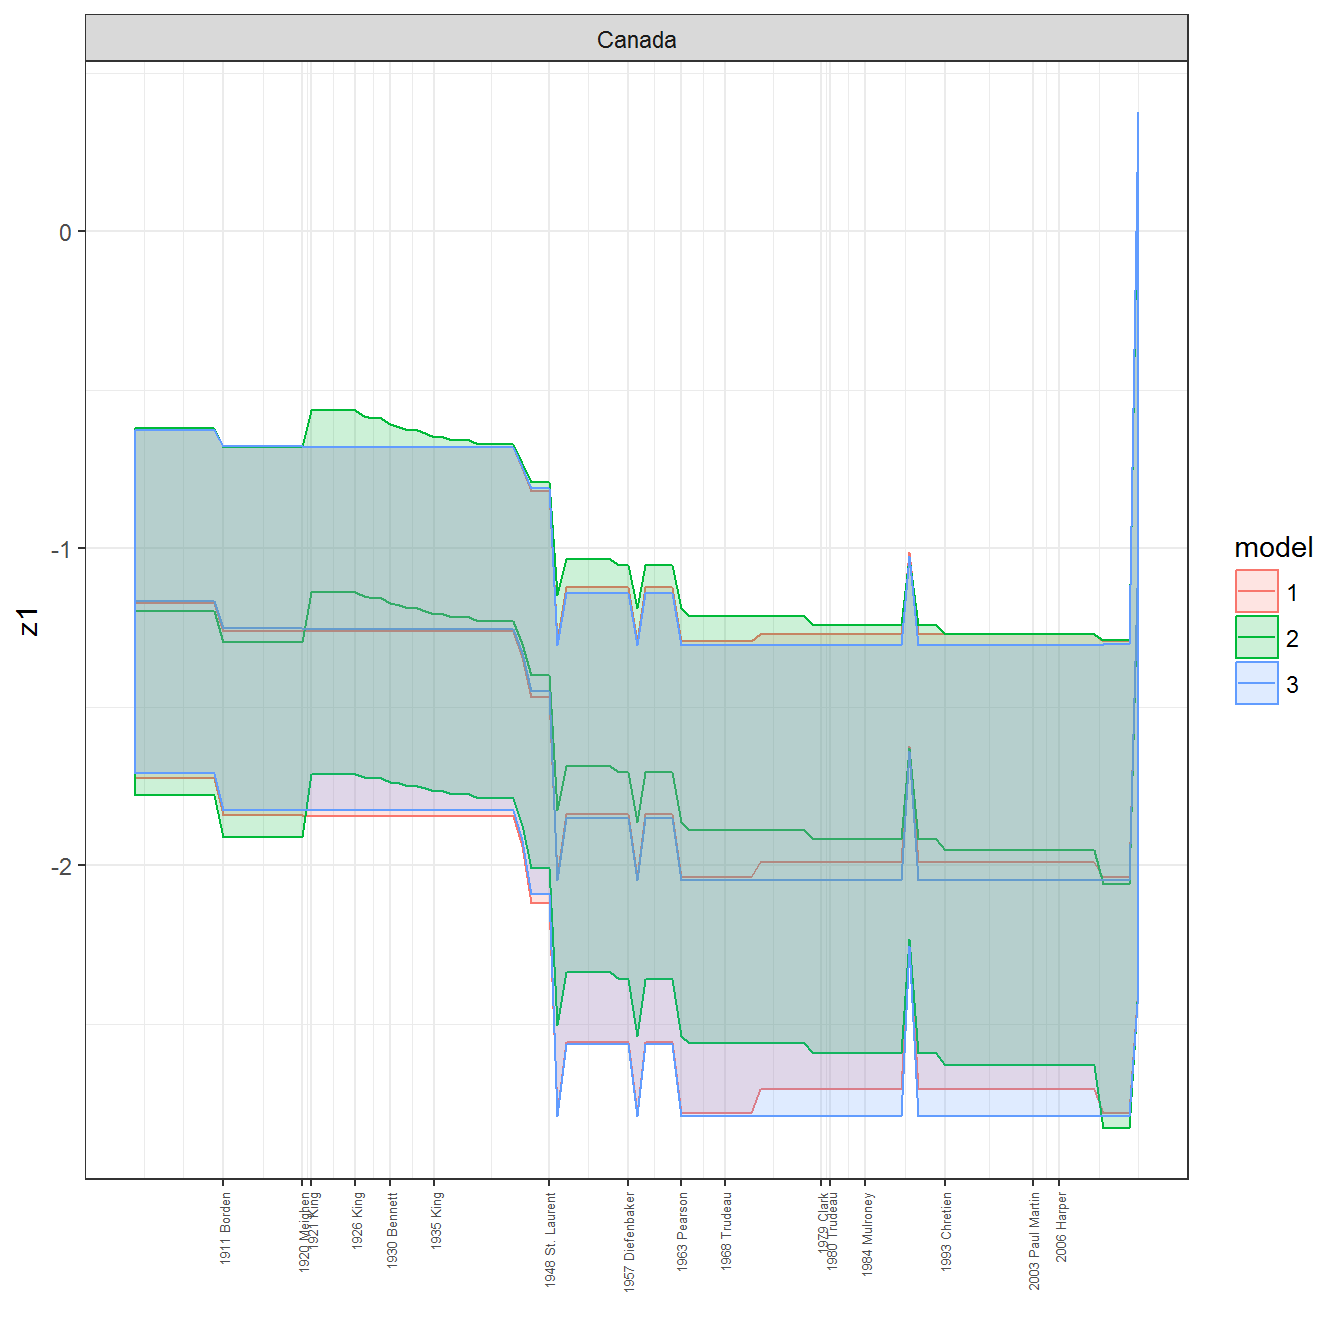 Canada
z1
0
-1
-2
model
1
2
3
1911 Borden
1920 Meighen
1921 King
1926 King
1930 Bennett
1935 King
1948 St. Laurent
1957 Diefenbaker
1963 Pearson
1968 Trudeau
1979 Clark
1980 Trudeau
1984 Mulroney
1993 Chretien
2003 Paul Martin
2006 Harper